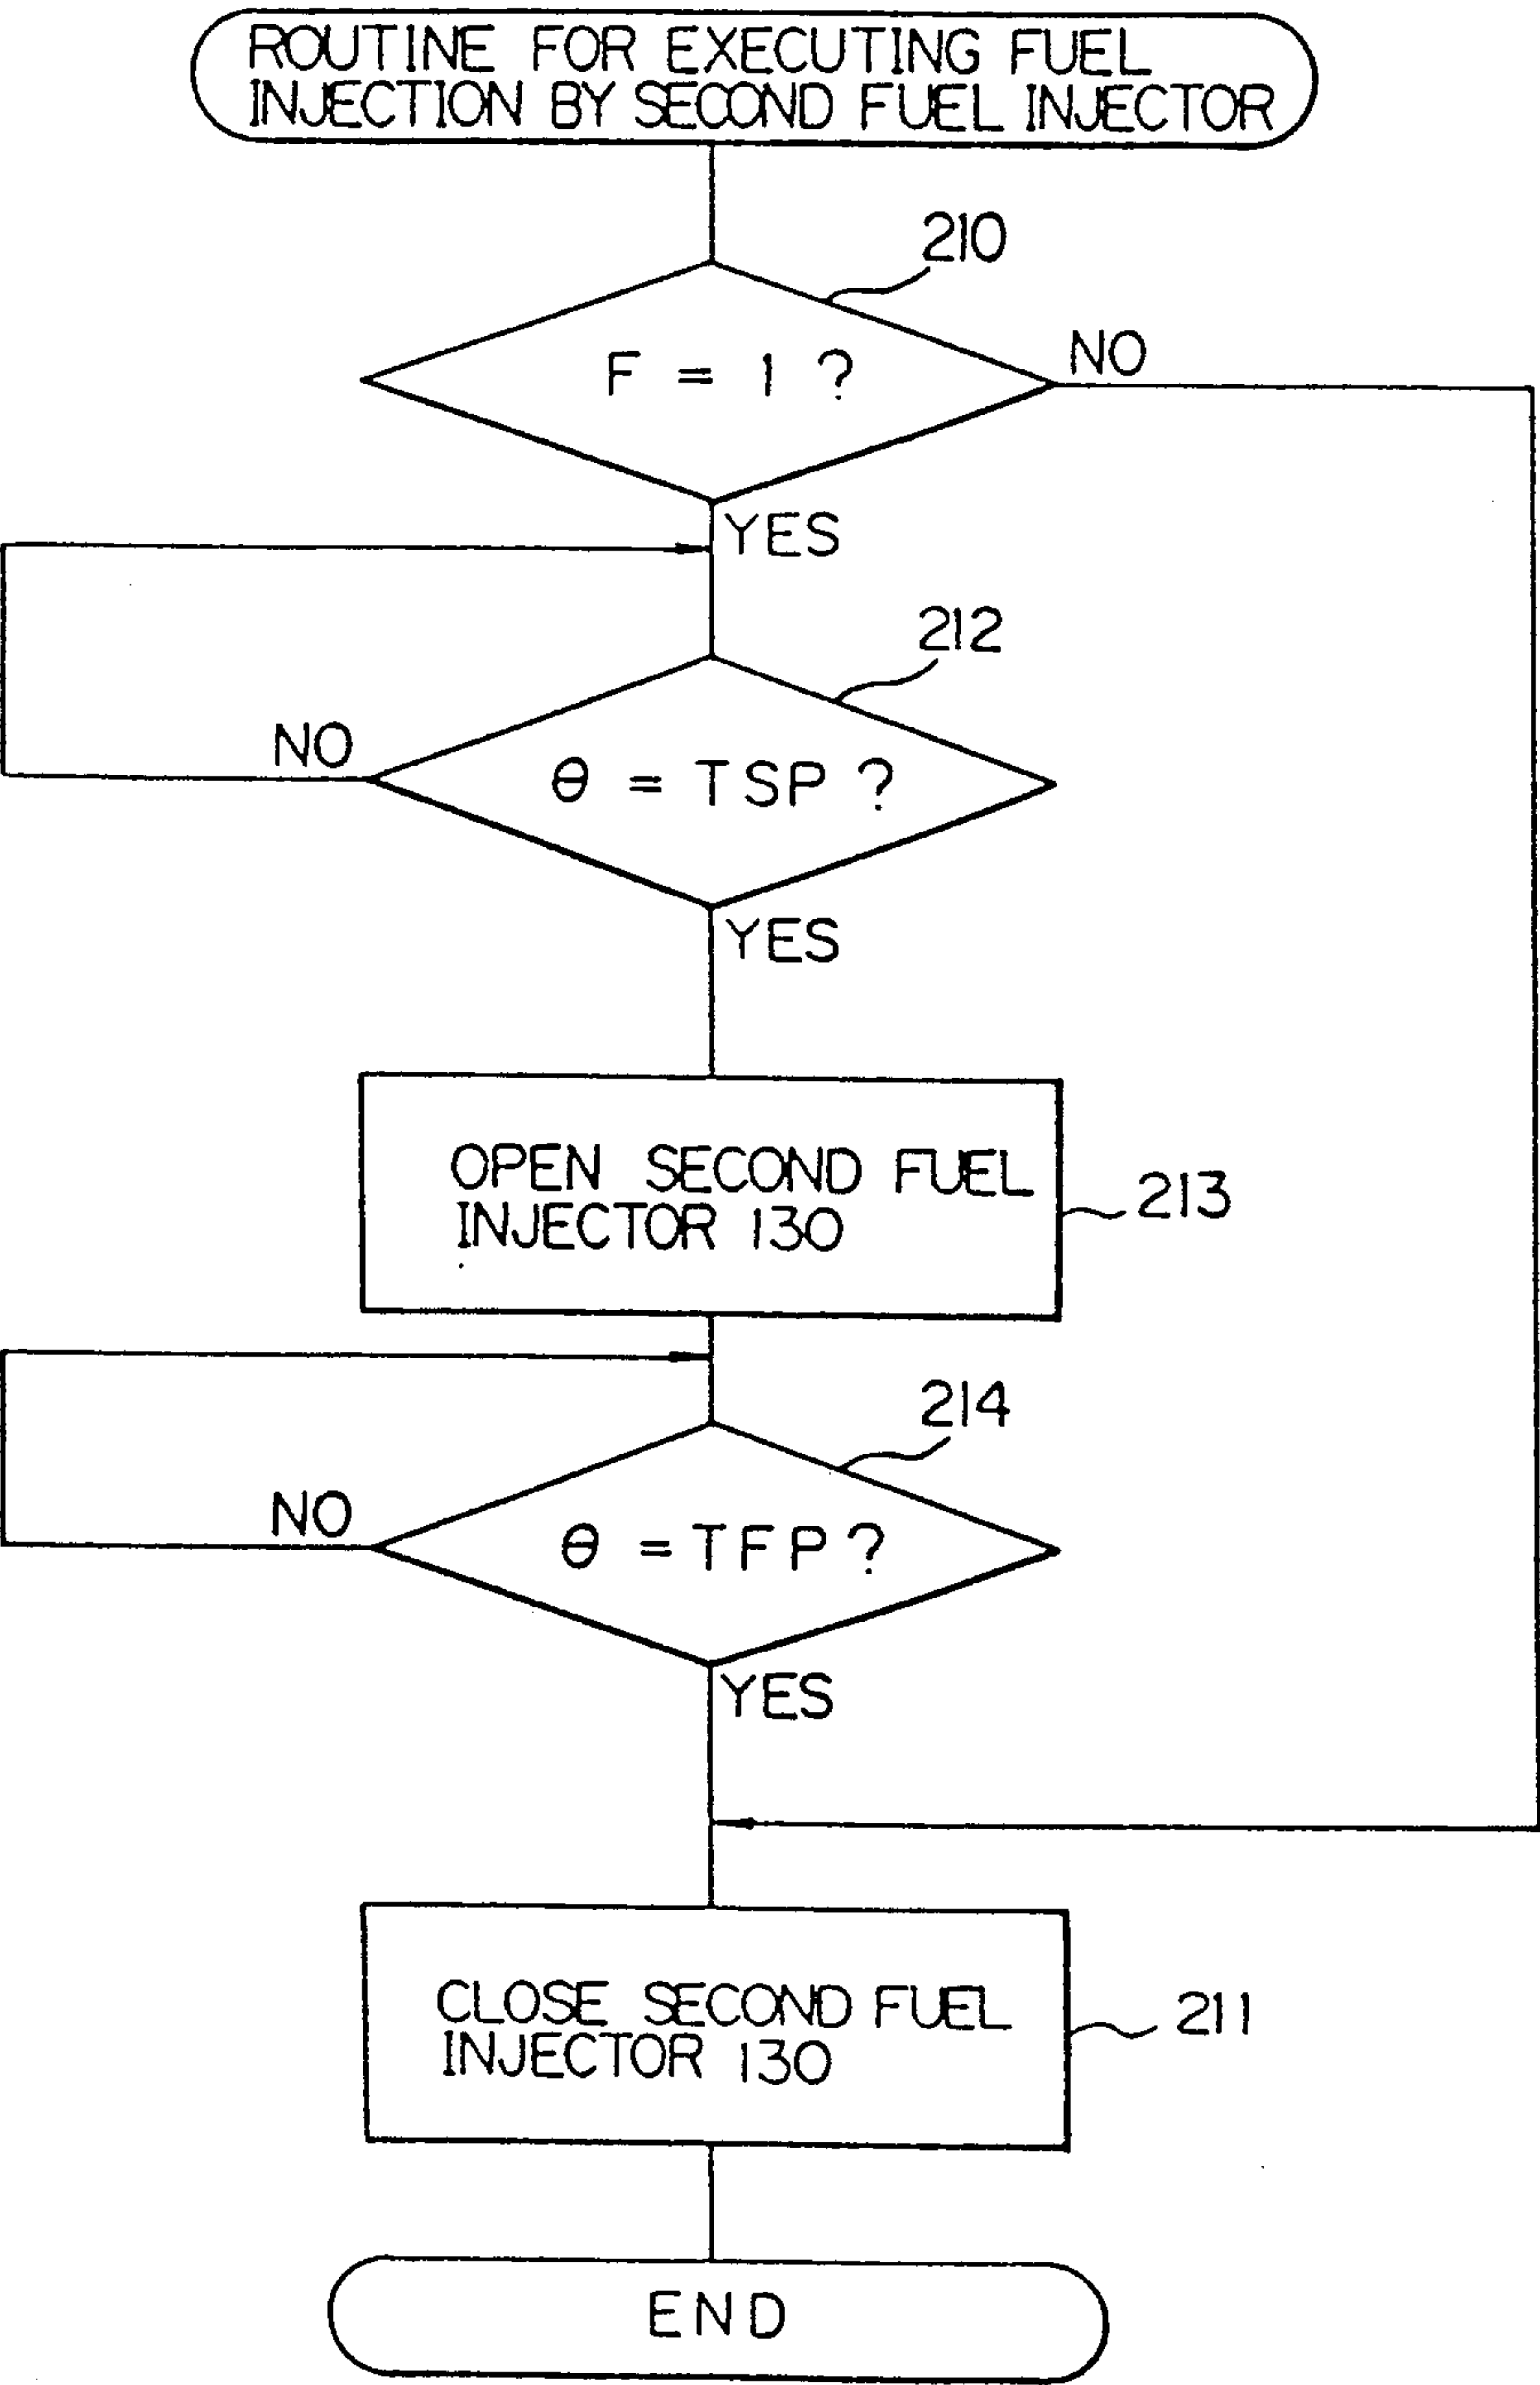 ROUTINE FOR EXECUTING FUEL
INJECTION BY SECOND FUEL INJECTOR
210
F = 1 ?
NO
YES
212
NO
θ = TSP ?
YES
OPEN SECOND FUEL
INJECTOR 130
213
214
NO
θ = TFP ?
YES
CLOSE SECOND FUEL
INJECTOR 130
211
END